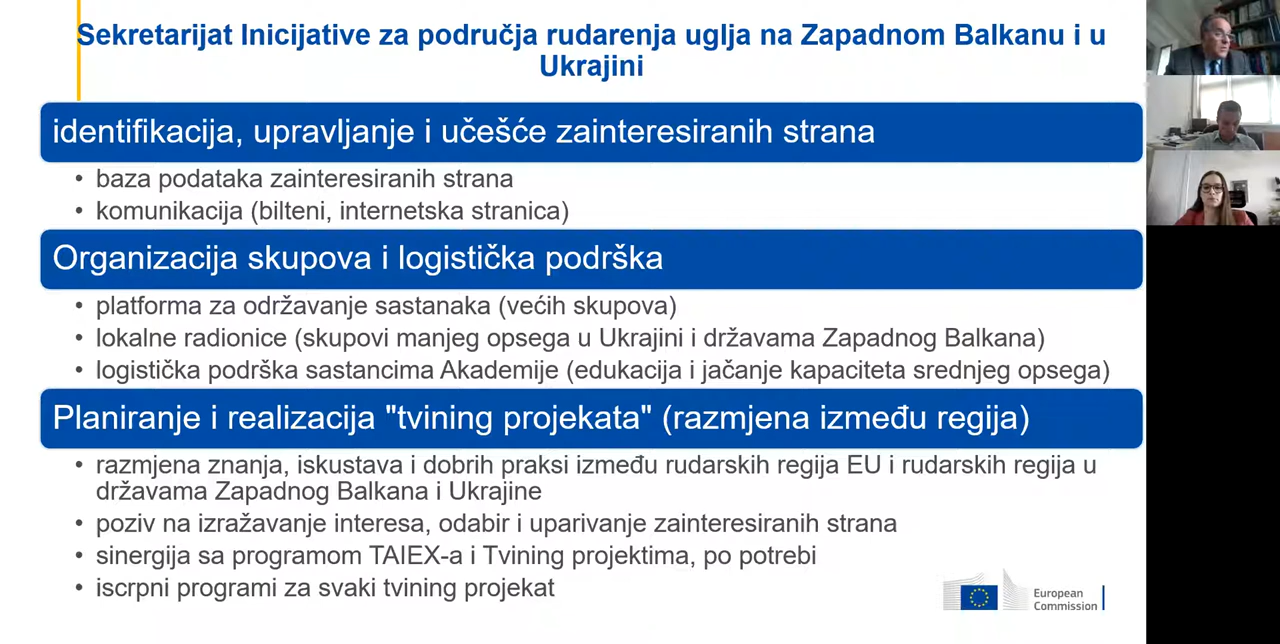 Sekretarijat Inicijative za područja rudarenja uglja na Zapadnom Balkanu i u
Ukrajini
identifikacija, upravljanje i učešće zainteresiranih strana
• baza podataka zainteresiranih strana
• komunikacija (bilteni, internetska stranica)
Organizacija skupova i logistička podrška
• platforma za održavanje sastanaka (većih skupova)
• lokalne radionice (skupovi manjeg opsega u Ukrajini i državama Zapadnog Balkana)
• logistička podrška sastancima Akademije (edukacija i jačanje kapaciteta srednjeg opsega)
Planiranje i realizacija "tvining projekata" (razmjena između regija)
• razmjena znanja, iskustava i dobrih praksi između rudarskih regija EU i rudarskih regija u
državama Zapadnog Balkana i Ukrajine
• poziv na izražavanje interesa, odabir i uparivanje zainteresiranih strana
• sinergija sa programom TAIEX-a i Tvining projektima, po potrebi
• iscrpni programi za svaki tvining projekat
European
Commission